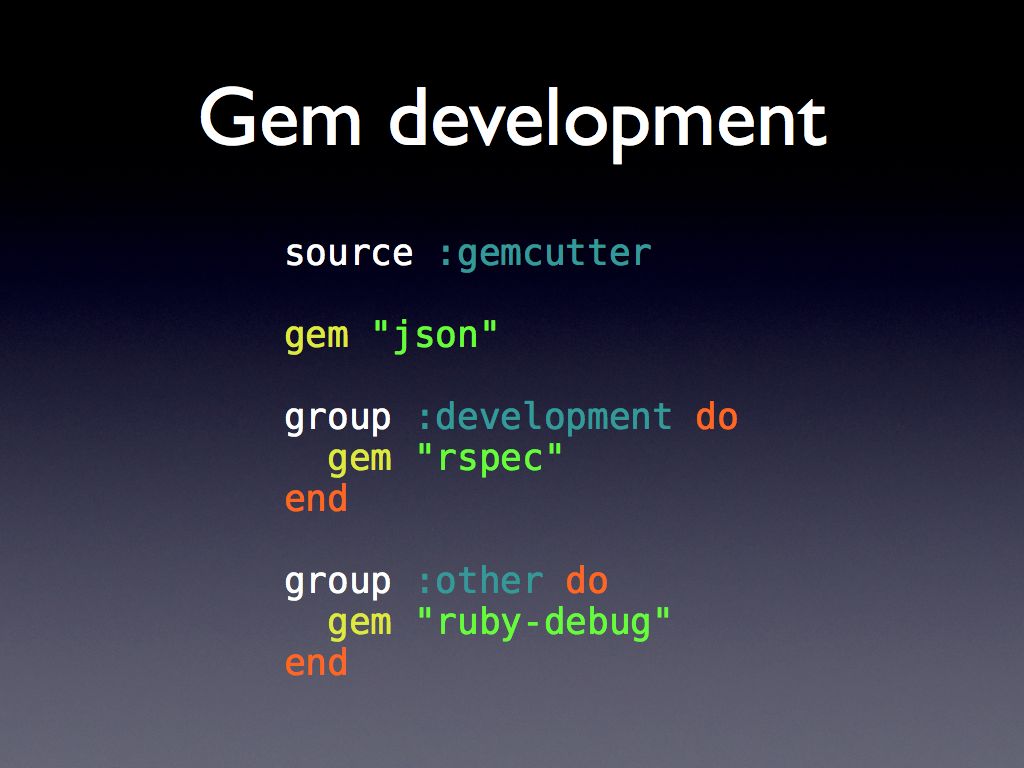 Gem development
source :gemcutter
gem "json"
group :development do
  gem "rspec"
end
group :other do
  gem "ruby-debug"
end